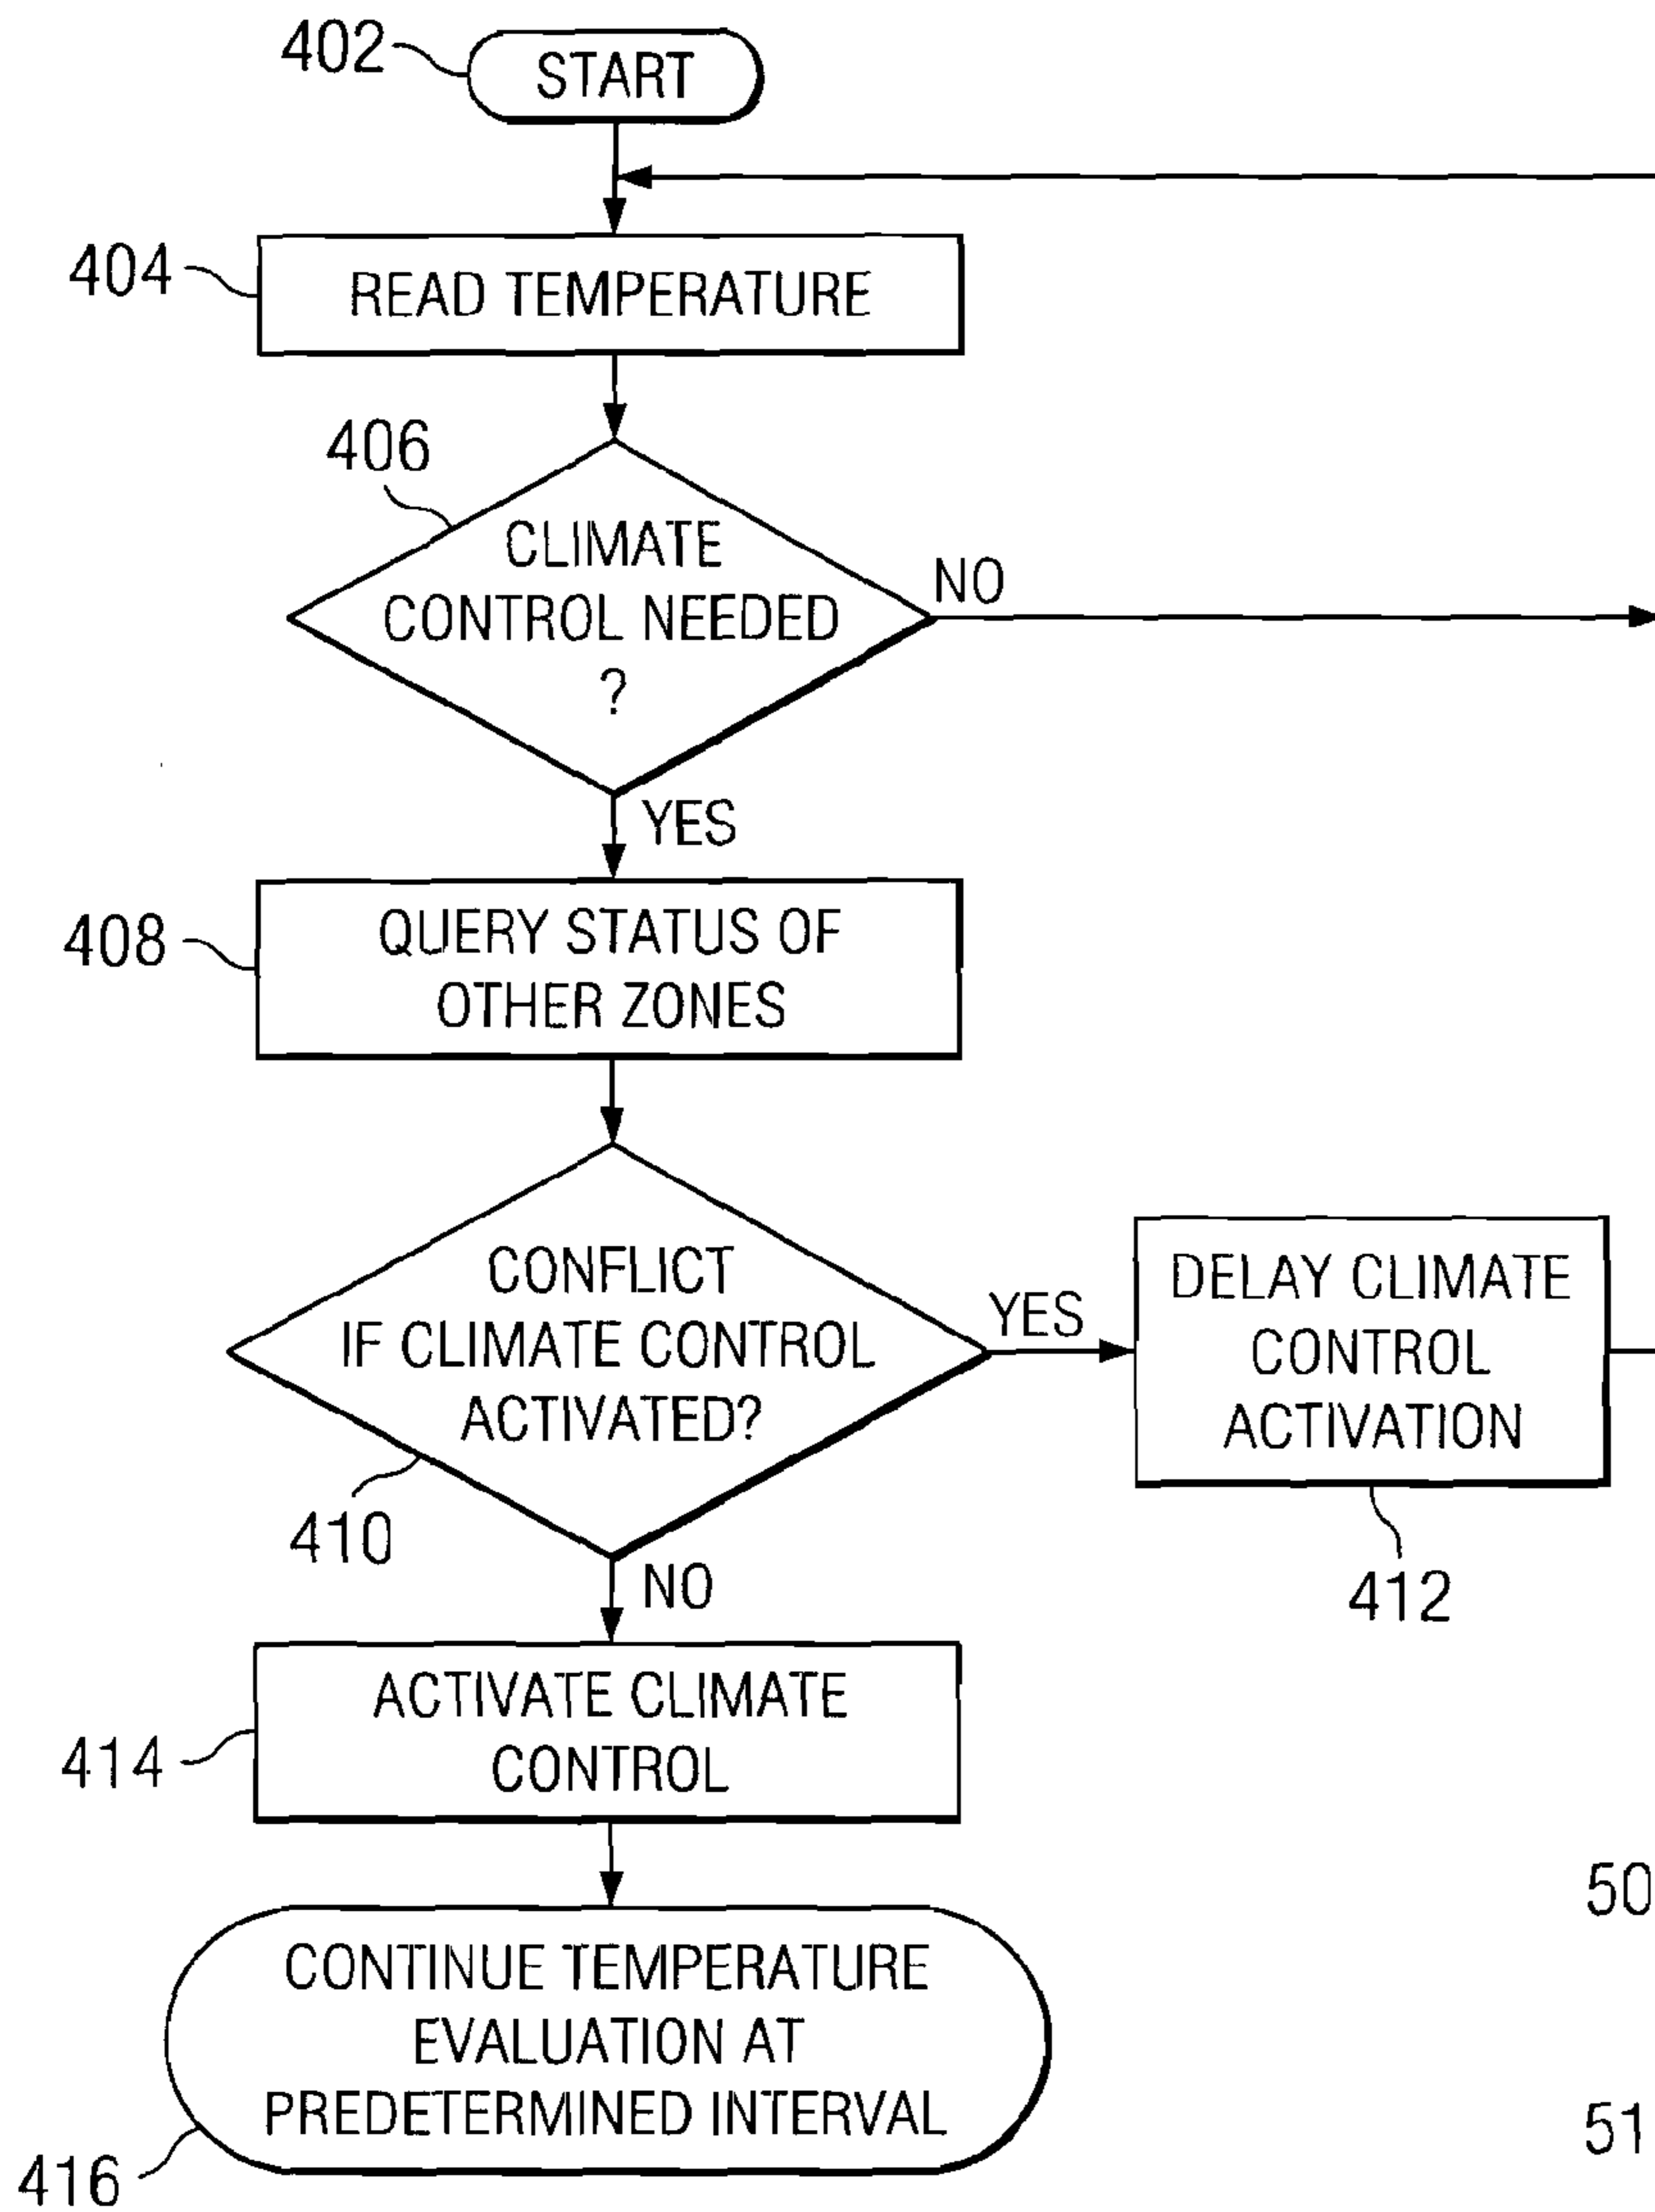 402
START
404
READ TEMPERATURE
406
CLIMATE
CONTROL NEEDED
?
NO
YES
408
QUERY STATUS OF
OTHER ZONES
CONFLICT
IF CLIMATE CONTROL
ACTIVATED?
YES
DELAY CLIMATE
CONTROL
ACTIVATION
410
412
NO
414
ACTIVATE CLIMATE
CONTROL
50
CONTINUE TEMPERATURE
EVALUATION AT
PREDETERMINED INTERVAL
51
416